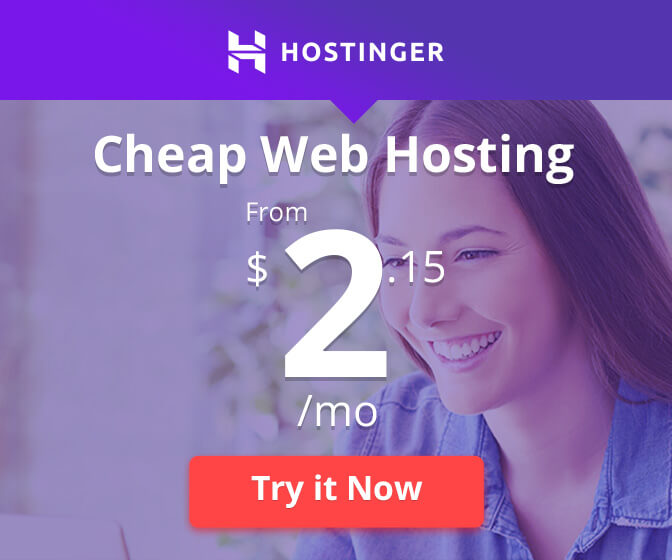 HOSTINGER
Cheap Web Hosting
From
$2.15
/mo
Try it Now